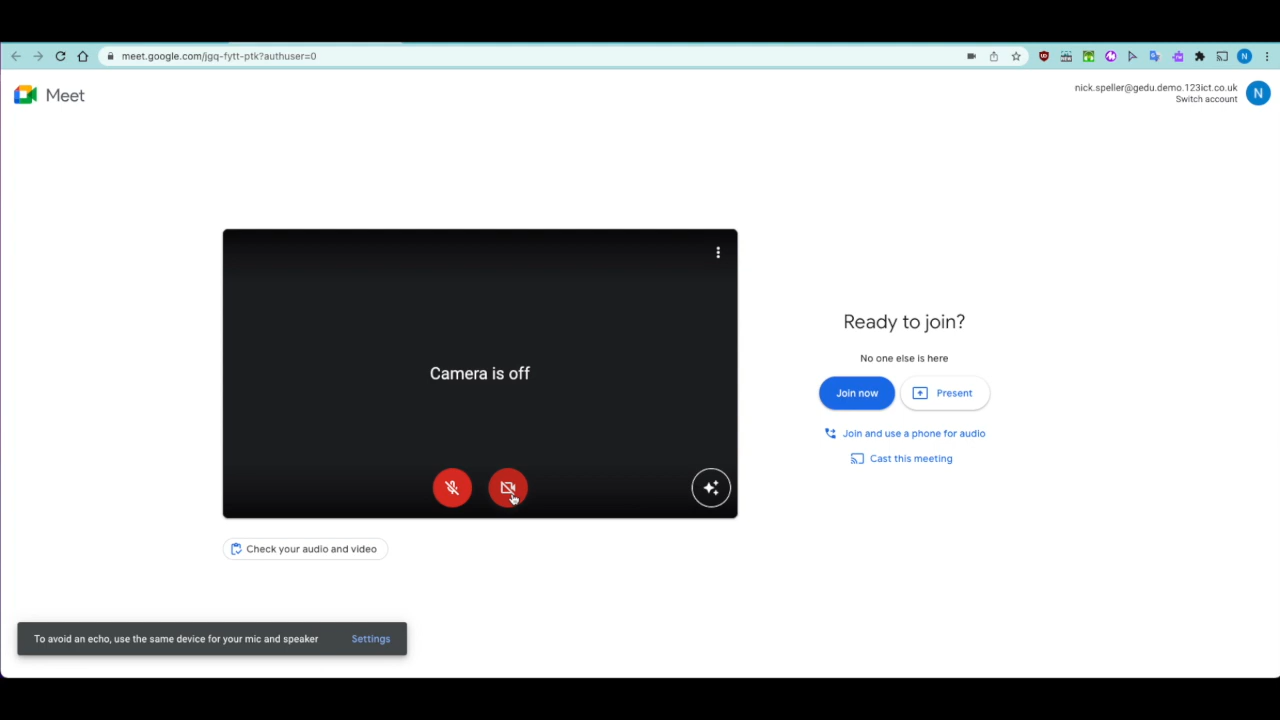 meet.google.com/jgq-fytt-ptk?authuser=0
N
Meet
nick.speller@gedu.demo.123ict.co.uk
Switch account
N
Camera is off
Ready to join?
No one else is here
Join now
Present
Join and use a phone for audio
Cast this meeting
Check your audio and video
To avoid an echo, use the same device for your mic and speaker
Settings